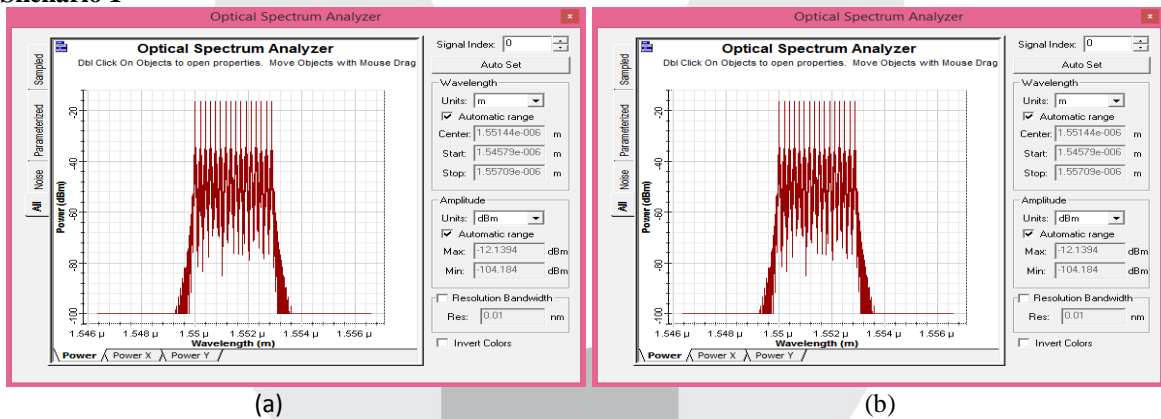 Skenario 1
Optical Spectrum Analyzer
x
Optical Spectrum Analyzer
Dbl Click On Objects to open properties. Move Objects with Mouse Drag
Sampled
Parameterized
Noise
All
Power (dBm)
-20
-40
-60
-80
-100
1.546 µ 1.548 µ 1.55 µ 1.552 µ 1.554 µ 1.556 µ
Wavelength (m)
Power Power X Power Y
Signal Index: 0
Auto Set
Wavelength
Units: m
Automatic range
Center: 1.55144e-006 m
Start: 1.54579e-006 m
Stop: 1.55709e-006 m
Amplitude
Units: dBm
Automatic range
Max: -12.1394 dBm
Min: -104.184 dBm
Resolution Bandwidth
Res: 0.01 nm
Invert Colors
(a)
Optical Spectrum Analyzer
x
Optical Spectrum Analyzer
Dbl Click On Objects to open properties. Move Objects with Mouse Drag
Sampled
Parameterized
Noise
All
Power (dBm)
-20
-40
-60
-80
-100
1.546 µ 1.548 µ 1.55 µ 1.552 µ 1.554 µ 1.556 µ
Wavelength (m)
Power Power X Power Y
Signal Index: 0
Auto Set
Wavelength
Units: m
Automatic range
Center: 1.55144e-006 m
Start: 1.54579e-006 m
Stop: 1.55709e-006 m
Amplitude
Units: dBm
Automatic range
Max: -12.1394 dBm
Min: -104.184 dBm
Resolution Bandwidth
Res: 0.01 nm
Invert Colors
(b)